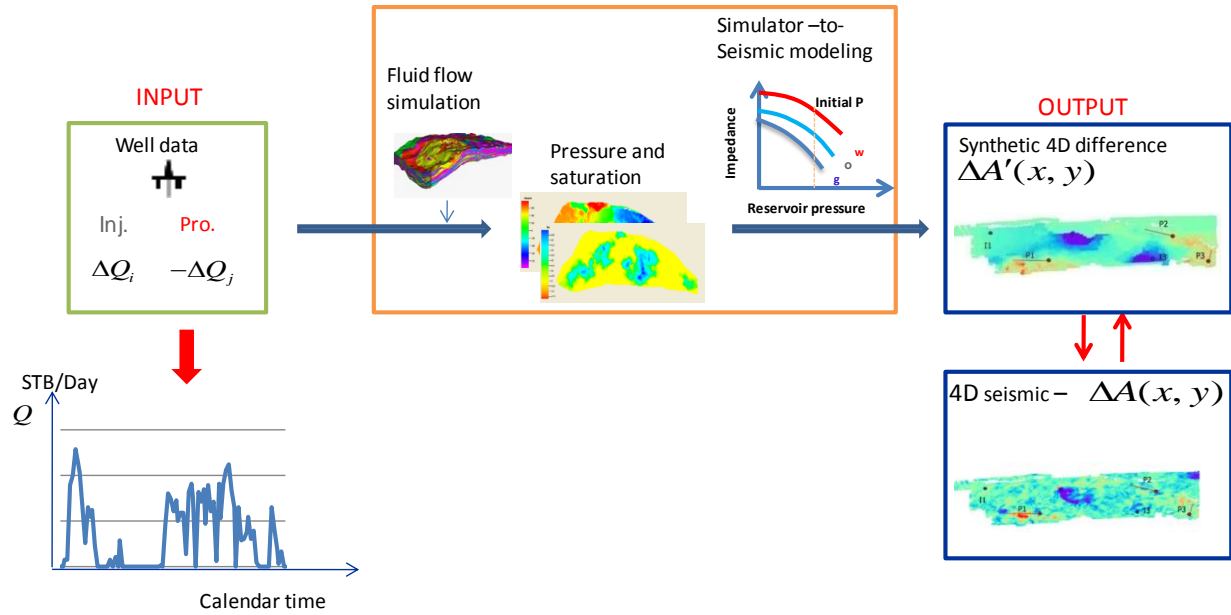 INPUT
Well data
Inj. Pro.
ΔQᵢ −ΔQⱼ
STB/Day
Q
Calendar time
Fluid flow
simulation
Pressure and
saturation
Simulator –to-
Seismic modeling
Impedance
Initial P
w
o
g
Reservoir pressure
OUTPUT
Synthetic 4D difference
ΔA′(x, y)
I1
P2
P1
I3
P3
4D seismic – ΔA(x, y)
I1
P2
P1
I3
P3